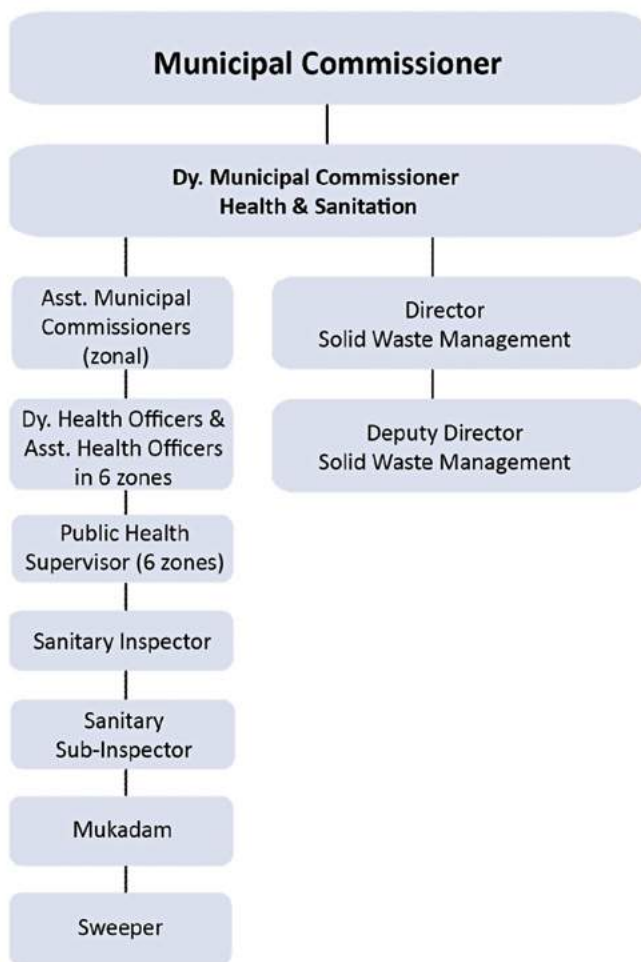 Municipal Commissioner
Dy. Municipal Commissioner
Health & Sanitation
Asst. Municipal
Commissioners
(zonal)
Director
Solid Waste Management
Dy. Health Officers &
Asst. Health Officers
in 6 zones
Deputy Director
Solid Waste Management
Public Health
Supervisor (6 zones)
Sanitary Inspector
Sanitary
Sub-Inspector
Mukadam
Sweeper